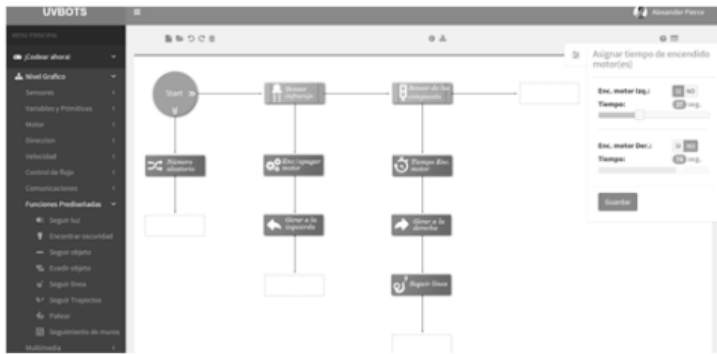 UVBOTS
Alexander Pierce
MENU PRINCIPAL
¡Codear ahora!
Nivel Grafico
Sensores
Variables y Primitivas
Motor
Direccion
Velocidad
Control de flujo
Comunicaciones
Funciones Prediseñadas
Seguir luz
Encontrar oscuridad
Seguir objeto
Evadir objeto
Seguir linea
Seguir Trayectos
Patear
Seguimiento de muros
Multimedia
Start
Sensor
infrarrojo
Sensor de luz
compuesto
Número
aleatorio
Enc/apagar
motor
Tiempo Enc.
motor
Girar a la
izquierda
Girar a la
derecha
Seguir linea
Asignar tiempo de encendido
motor(es)
Enc. motor Izq.:
SI NO
Tiempo:
seg.
Enc. motor Der.:
SI NO
Tiempo:
seg.
Guardar